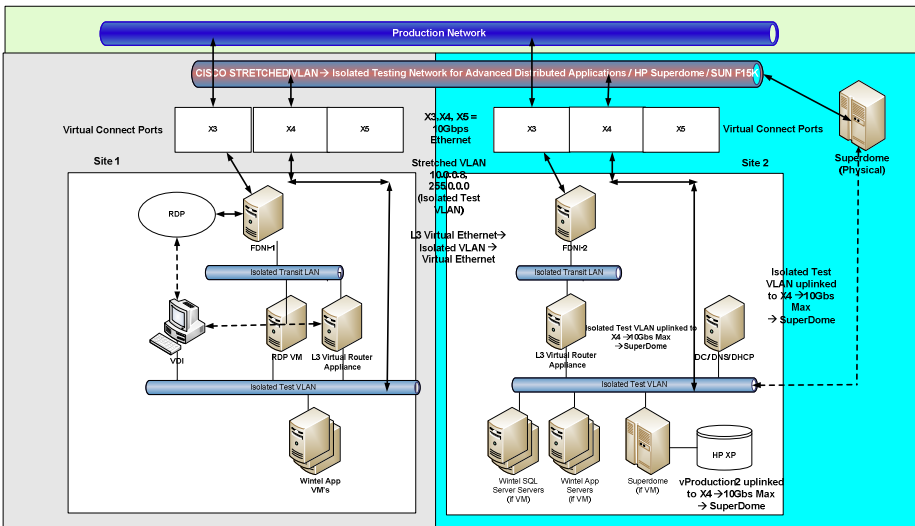 Production Network
CISCO STRETCHED VLAN → Isolated Testing Network for Advanced Distributed Applications / HP Superdome / SUN F15K
Virtual Connect Ports
X3
X4
X5
X3,X4, X5 =
10Gbps
Ethernet
X3
X4
X5
Virtual Connect Ports
Superdome
(Physical)
Site 1
Stretched VLAN
10.0.0.8,
255.0.0.0
(Isolated Test
VLAN)
Site 2
L3 Virtual Ethernet→
Isolated VLAN →
Virtual Ethernet
RDP
FDNI-1
Isolated Transit LAN
VDI
RDP VM
L3 Virtual Router
Appliance
Isolated Test VLAN
Wintel App
VM's
FDNI-2
Isolated Transit LAN
L3 Virtual Router
Appliance
Isolated Test VLAN uplinked to
X4 →10Gbs Max
→SuperDome
DC/DNS/DHCP
Isolated Test
VLAN uplinked
to X4 →10Gbs
Max
→ SuperDome
Isolated Test VLAN
Wintel SQL
Server Servers
(if VM)
Wintel App
Servers
(if VM)
Superdome
(if VM)
HP XP
vProduction2 uplinked
to X4→10Gbs Max
→ SuperDome